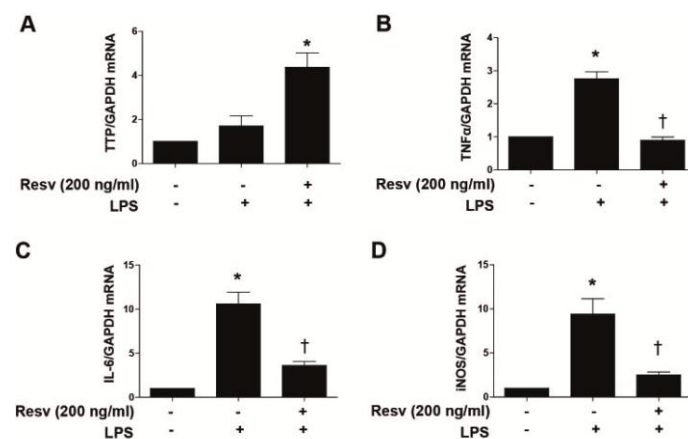 A
TTP/GAPDH mRNA
6
4
2
0
*
Resv (200 ng/ml) - - +
LPS - + +
B
TNFα/GAPDH mRNA
4
3
2
1
0
*
†
Resv (200 ng/ml) - - +
LPS - + +
C
IL-6/GAPDH mRNA
15
10
5
0
*
†
Resv (200 ng/ml) - - +
LPS - + +
D
iNOS/GAPDH mRNA
15
10
5
0
*
†
Resv (200 ng/ml) - - +
LPS - + +